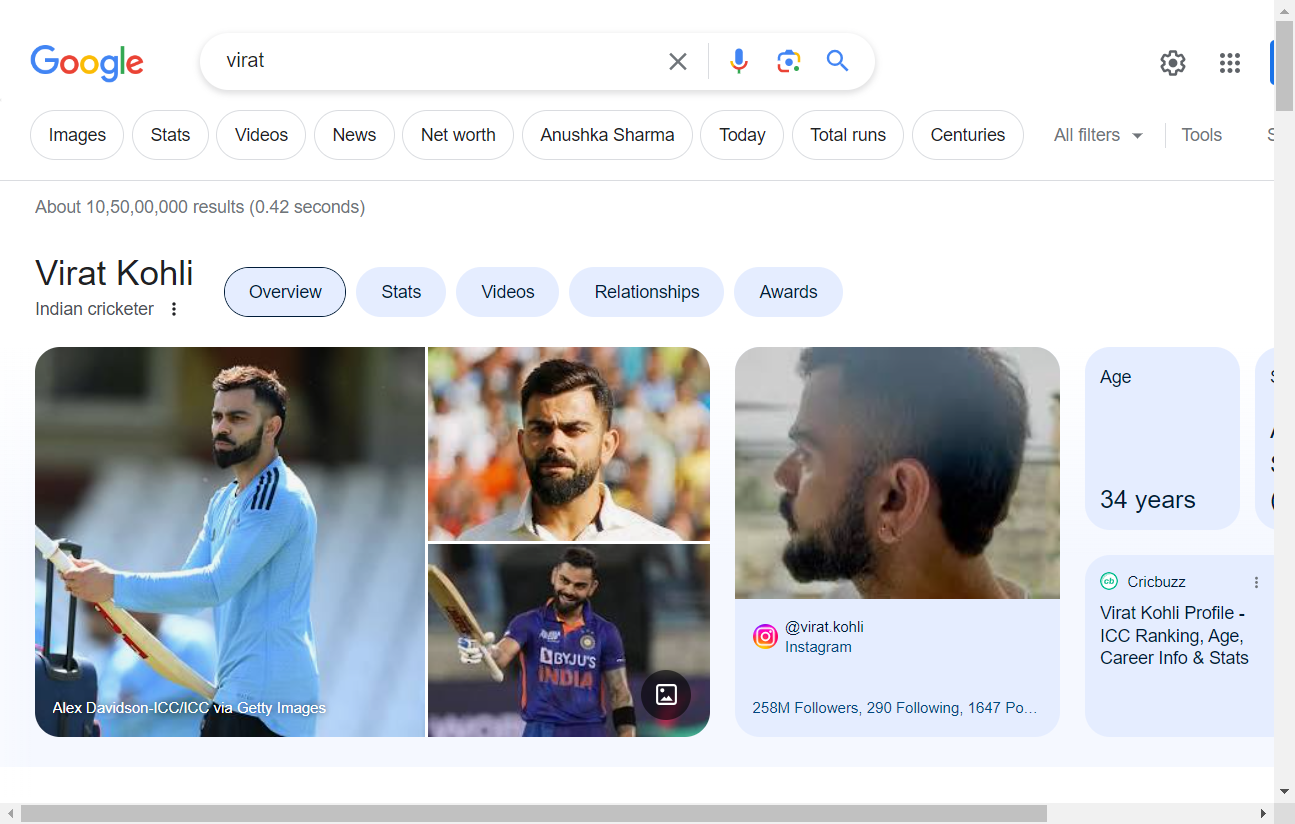 Google
virat
Images
Stats
Videos
News
Net worth
Anushka Sharma
Today
Total runs
Centuries
All filters
Tools
About 10,50,00,000 results (0.42 seconds)
Virat Kohli
Indian cricketer
Overview
Stats
Videos
Relationships
Awards
Alex Davidson-ICC/ICC via Getty Images
BYJU'S
INDIA
@virat.kohli
Instagram
258M Followers, 290 Following, 1647 Po...
Age
34 years
cb
Cricbuzz
Virat Kohli Profile -
ICC Ranking, Age,
Career Info & Stats